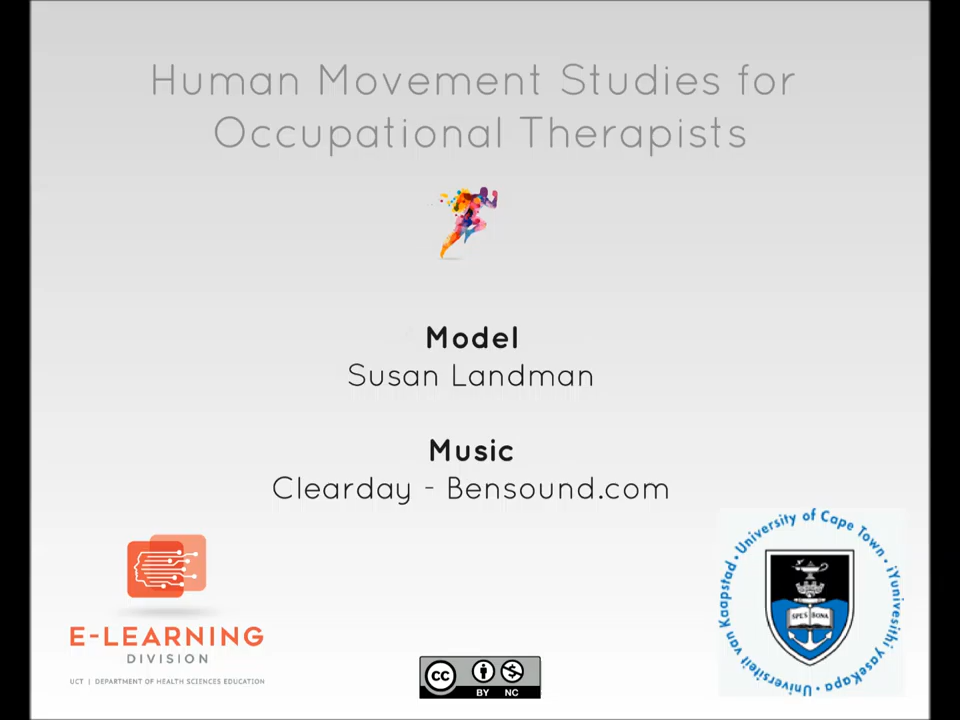 Human Movement Studies for
Occupational Therapists
Model
Susan Landman
Music
Clearday - Bensound.com
E-LEARNING
DIVISION
UCT | DEPARTMENT OF HEALTH SCIENCES EDUCATION
cc
BY NC
University of Cape Town · iYunivesithi yaseKapa · Universiteit van Kaapstad ·
SPES BONA